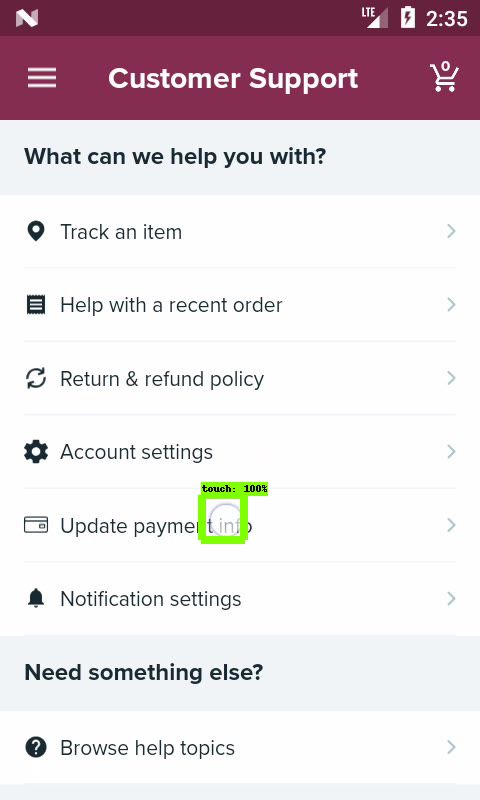 LTE 2:35
Customer Support 0
What can we help you with?
Track an item
Help with a recent order
Return & refund policy
Account settings
touch: 100%
Update payment info
Notification settings
Need something else?
Browse help topics